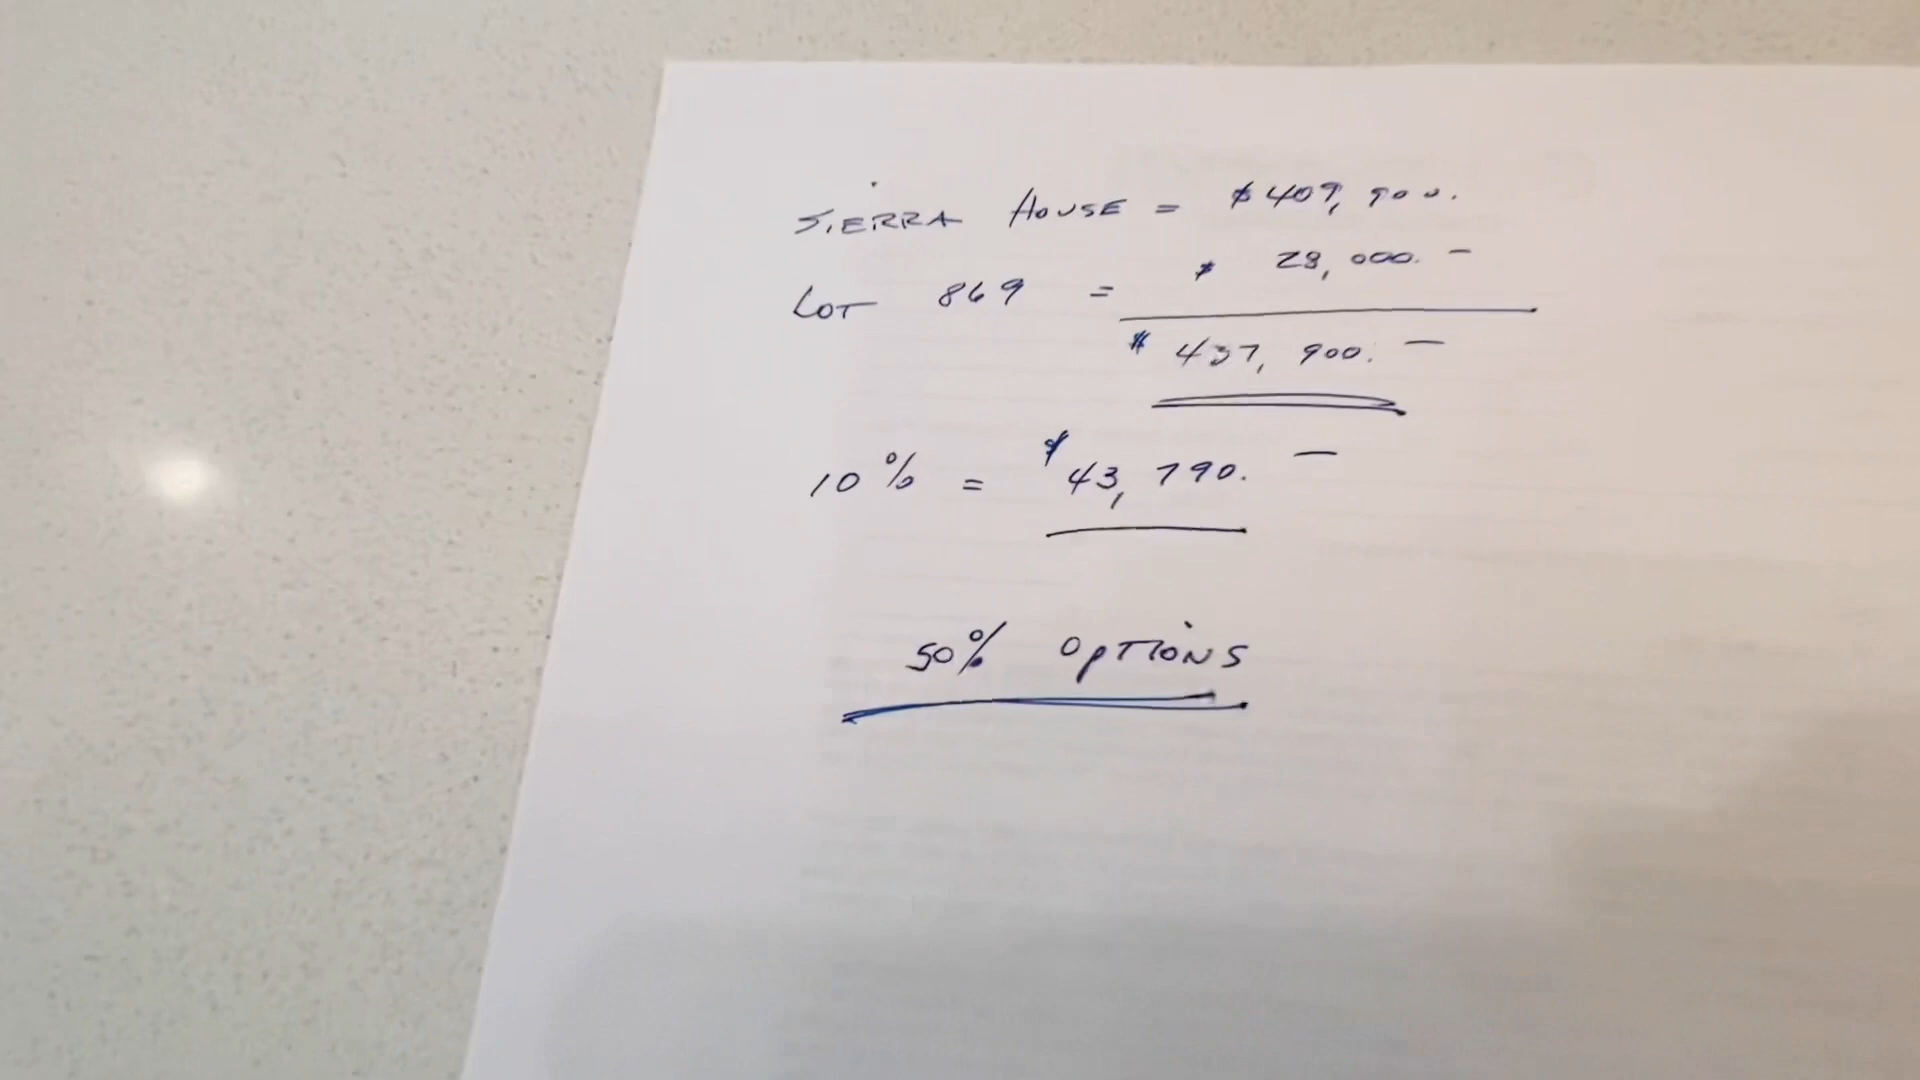 SIERRA HOUSE = $409,900.
LOT 869 = $ 28,000. —
$ 437,900. —
10% = $43,790. —
50% OPTIONS